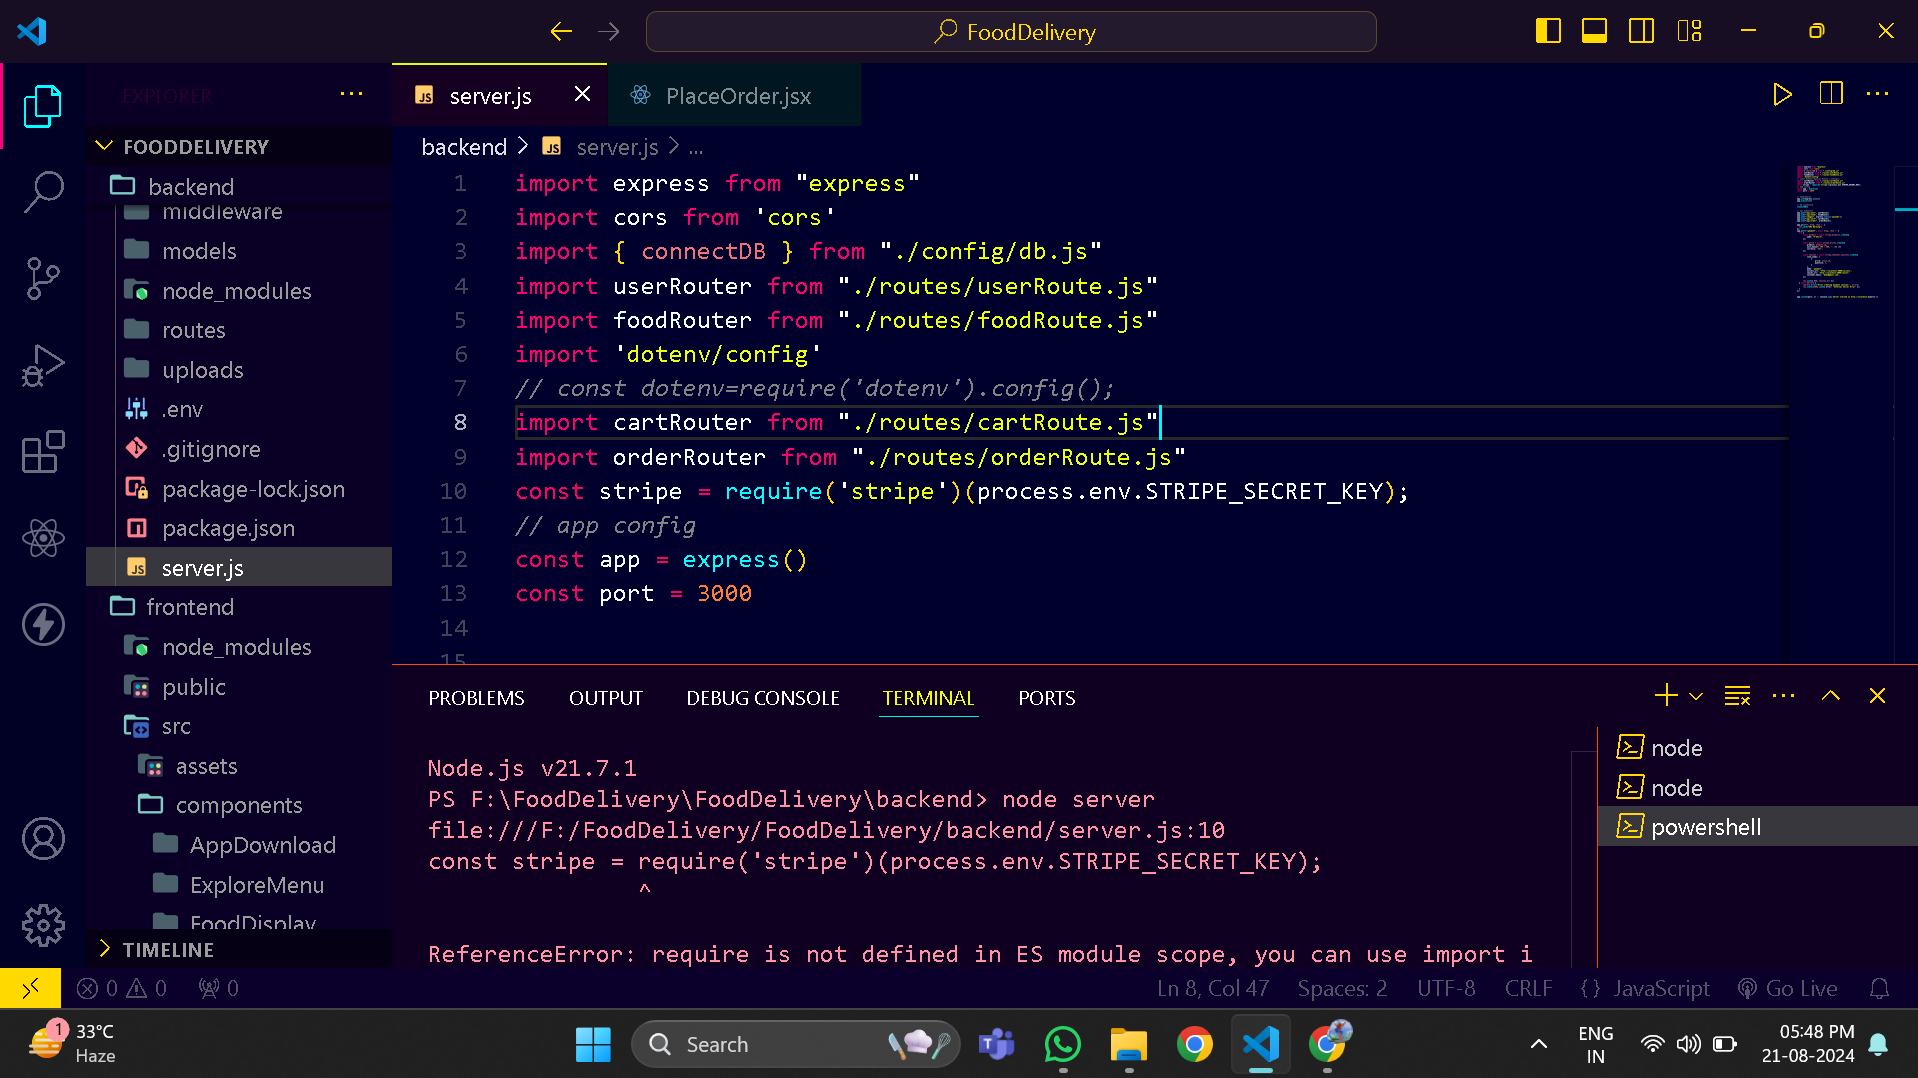 FoodDelivery
EXPLORER
server.js
PlaceOrder.jsx
FOODDELIVERY
backend
middleware
models
node_modules
routes
uploads
.env
.gitignore
package-lock.json
package.json
server.js
frontend
node_modules
public
src
assets
components
AppDownload
ExploreMenu
FoodDisplay
TIMELINE
backend > JS server.js > ...
1 import express from "express"
2 import cors from 'cors'
3 import { connectDB } from "./config/db.js"
4 import userRouter from "./routes/userRoute.js"
5 import foodRouter from "./routes/foodRoute.js"
6 import 'dotenv/config'
7 // const dotenv=require('dotenv').config();
8 import cartRouter from "./routes/cartRoute.js"
9 import orderRouter from "./routes/orderRoute.js"
10 const stripe = require('stripe')(process.env.STRIPE_SECRET_KEY);
11 // app config
12 const app = express()
13 const port = 3000
14
15
PROBLEMS OUTPUT DEBUG CONSOLE TERMINAL PORTS
Node.js v21.7.1
PS F:\FoodDelivery\FoodDelivery\backend> node server
file:///F:/FoodDelivery/FoodDelivery/backend/server.js:10
const stripe = require('stripe')(process.env.STRIPE_SECRET_KEY);
^
ReferenceError: require is not defined in ES module scope, you can use import i
node
node
powershell
0 0 0
Ln 8, Col 47 Spaces: 2 UTF-8 CRLF {} JavaScript Go Live
1
33°C
Haze
Search
ENG
IN
05:48 PM
21-08-2024